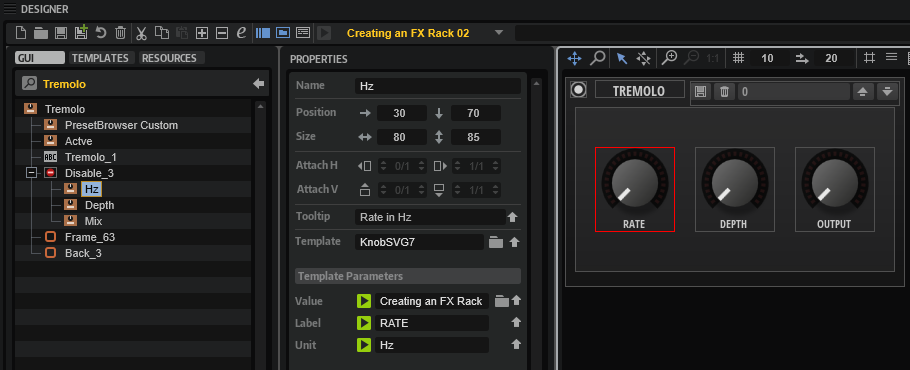 DESIGNER
Creating an FX Rack 02
GUI TEMPLATES RESOURCES
Tremolo
Tremolo
PresetBrowser Custom
Actve
Tremolo_1
Disable_3
Hz
Depth
Mix
Frame_63
Back_3
PROPERTIES
Name Hz
Position 30 70
Size 80 85
Attach H 0/1 1/1
Attach V 0/1 1/1
Tooltip Rate in Hz
Template KnobSVG7
Template Parameters
Value Creating an FX Rack
Label RATE
Unit Hz
10 20
TREMOLO 0
RATE DEPTH OUTPUT
ABC